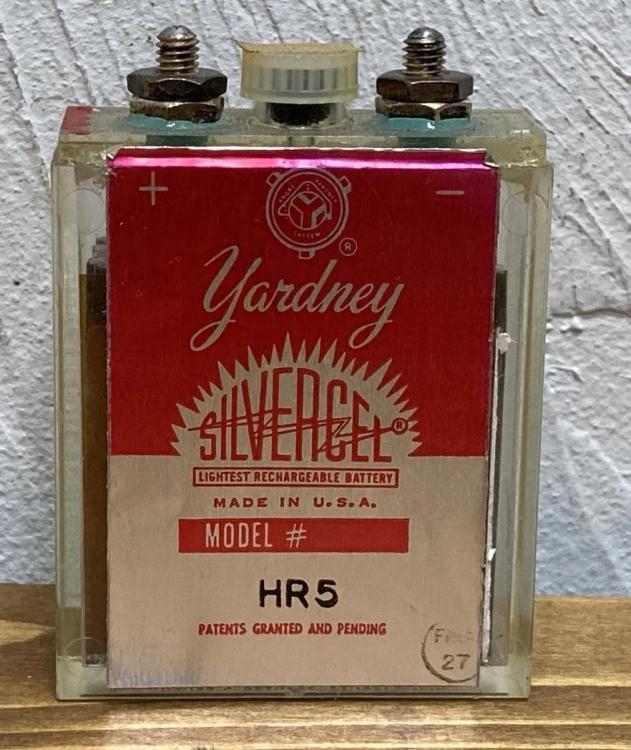 + −
®
Yardney
SILVERCEL®
LIGHTEST RECHARGEABLE BATTERY
MADE IN U.S.A.
MODEL #
HR5
PATENTS GRANTED AND PENDING
27